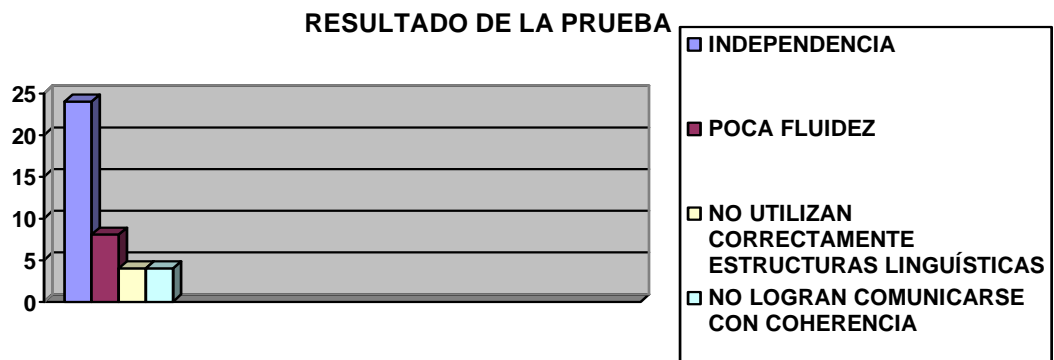 RESULTADO DE LA PRUEBA
25
20
15
10
5
0
INDEPENDENCIA
POCA FLUIDEZ
NO UTILIZAN
CORRECTAMENTE
ESTRUCTURAS LINGUÍSTICAS
NO LOGRAN COMUNICARSE
CON COHERENCIA